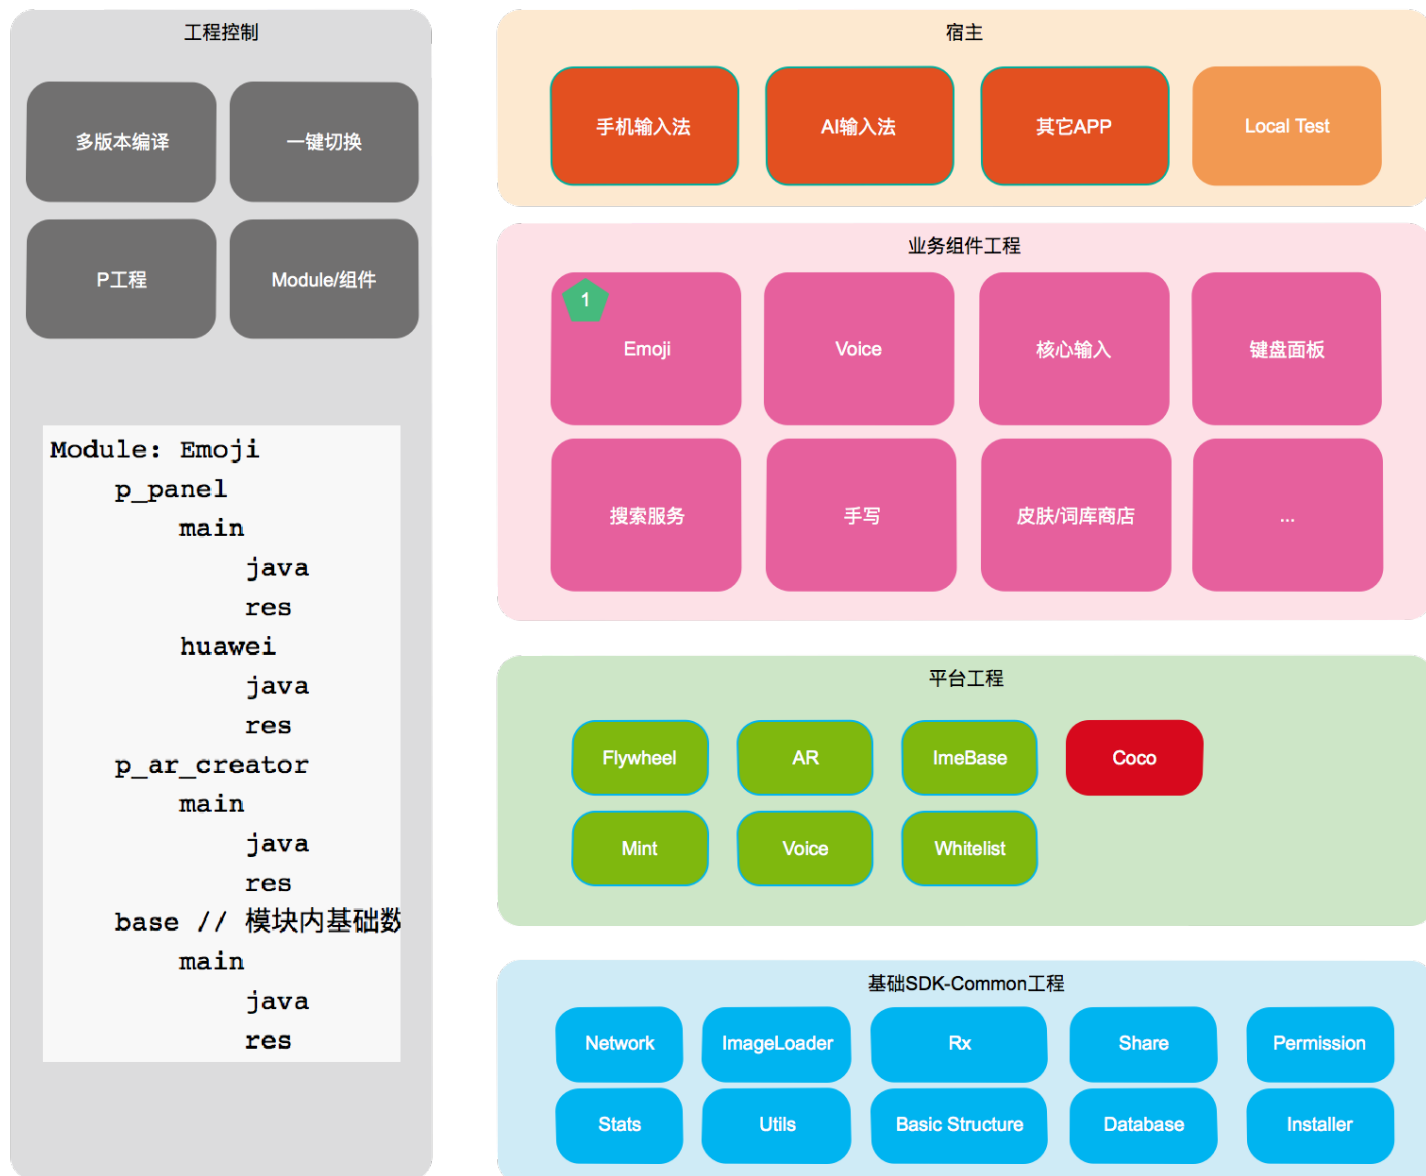 工程控制
多版本编译
一键切换
P工程
Module/组件
Module: Emoji
p_panel
main
java
res
huawei
java
res
p_ar_creator
main
java
res
base // 模块内基础数
main
java
res
宿主
手机输入法
AI输入法
其它APP
Local Test
业务组件工程
1
Emoji
Voice
核心输入
键盘面板
搜索服务
手写
皮肤/词库商店
...
平台工程
Flywheel
AR
ImeBase
Coco
Mint
Voice
Whitelist
基础SDK-Common工程
Network
ImageLoader
Rx
Share
Permission
Stats
Utils
Basic Structure
Database
Installer